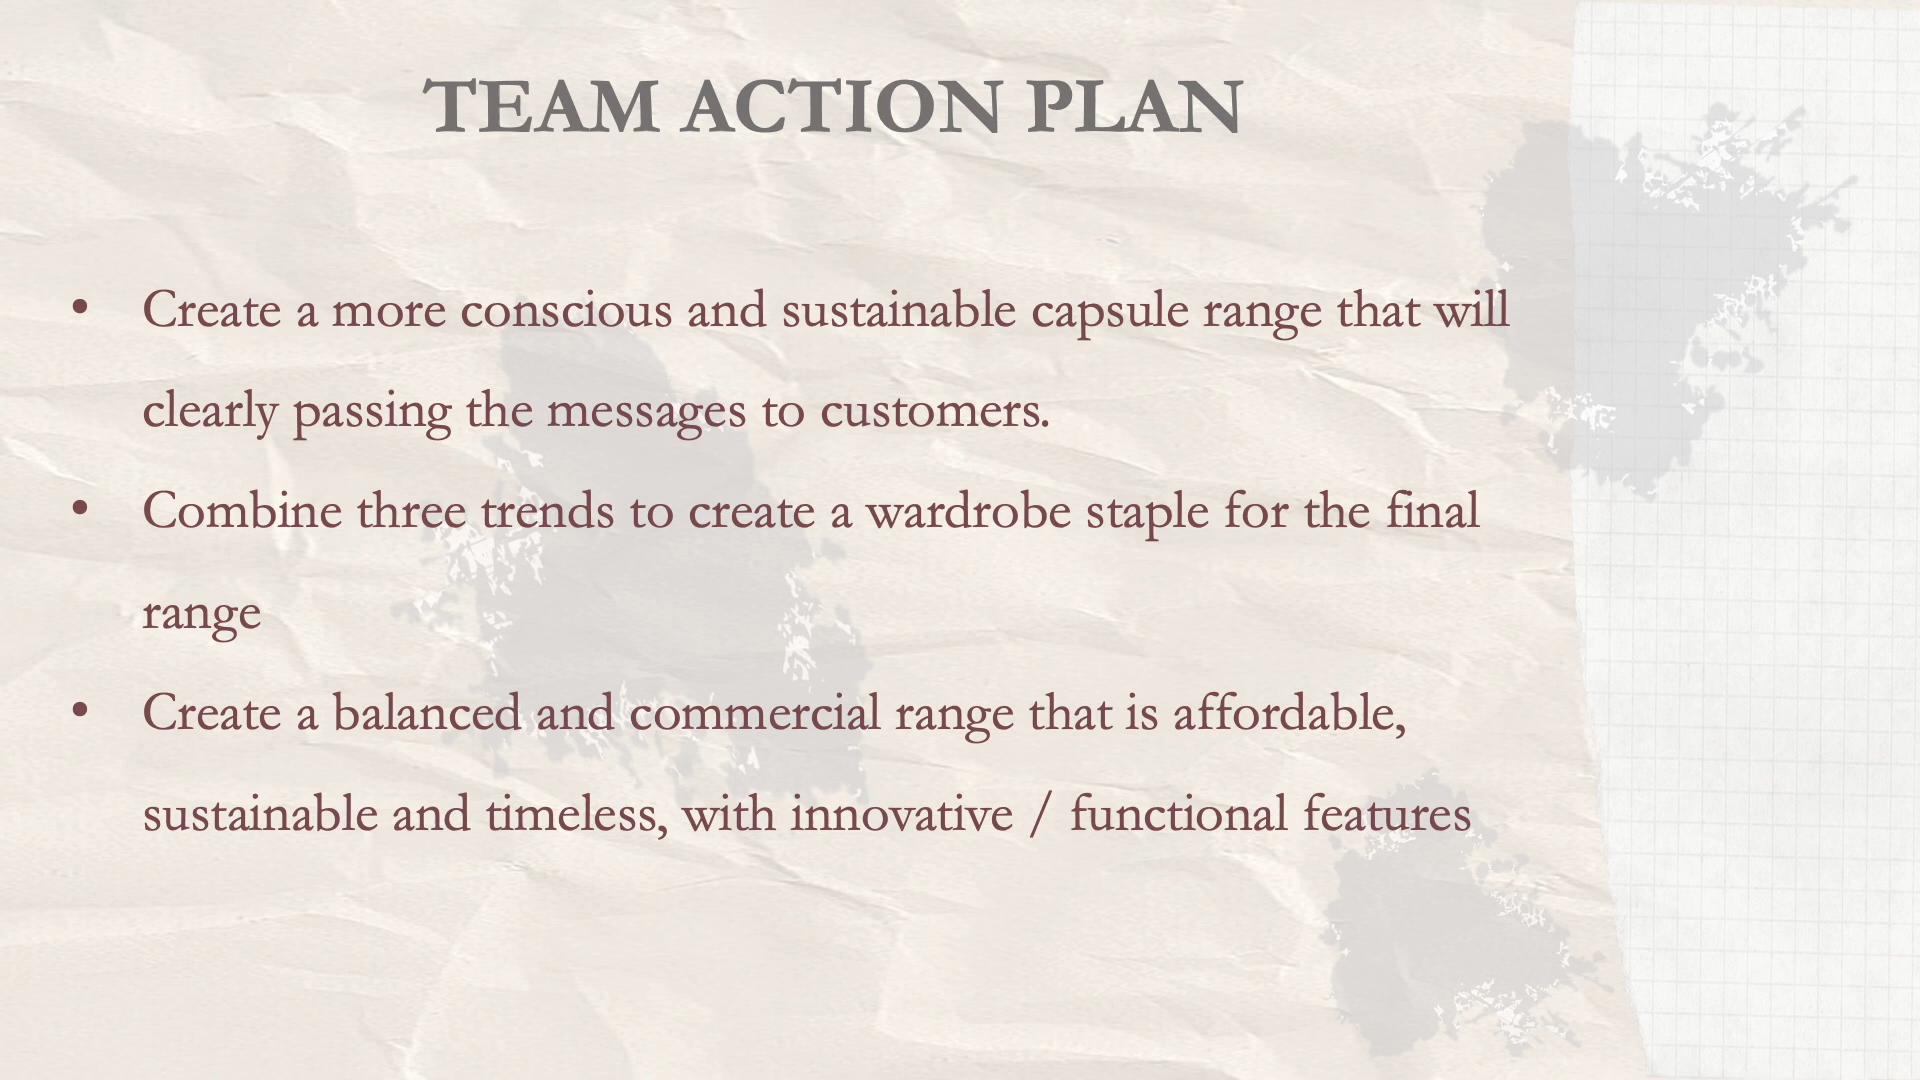 TEAM ACTION PLAN
• Create a more conscious and sustainable capsule range that will
clearly passing the messages to customers.
• Combine three trends to create a wardrobe staple for the final
range
• Create a balanced and commercial range that is affordable,
sustainable and timeless, with innovative / functional features